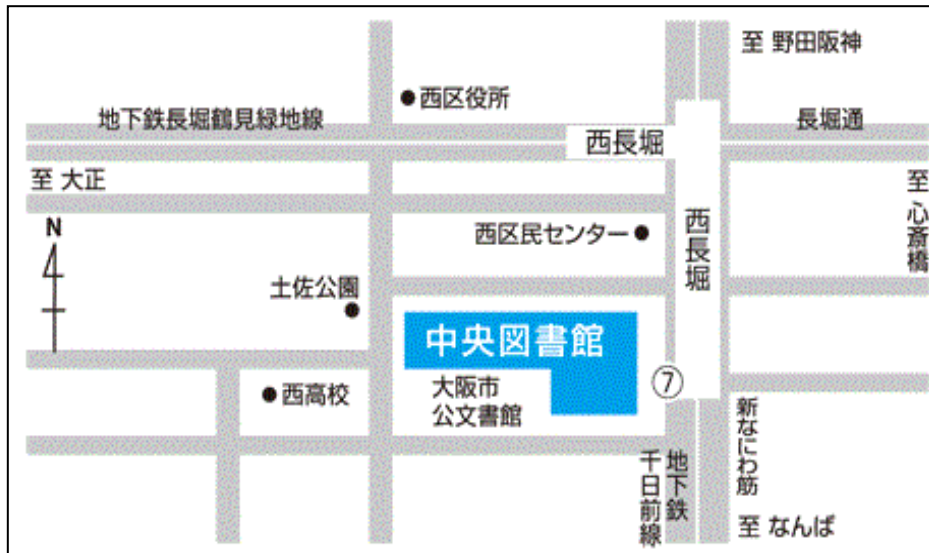 至 野田阪神
西区役所
地下鉄長堀鶴見緑地線
長堀通
西長堀
至 大正
至 心斎橋
N
西区民センター
西長堀
土佐公園
中央図書館
⑦
西高校
大阪市
公文書館
新なにわ筋
地下鉄
千日前線
至 なんば